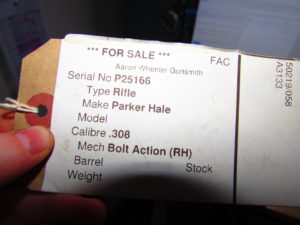 *** FOR SALE *** FAC
Aaron Wheeler Gunsmith
Serial No P25166
Type Rifle
Make Parker Hale
Model
Calibre .308
Mech Bolt Action (RH)
Barrel Stock
Weight
50219/058
A3133